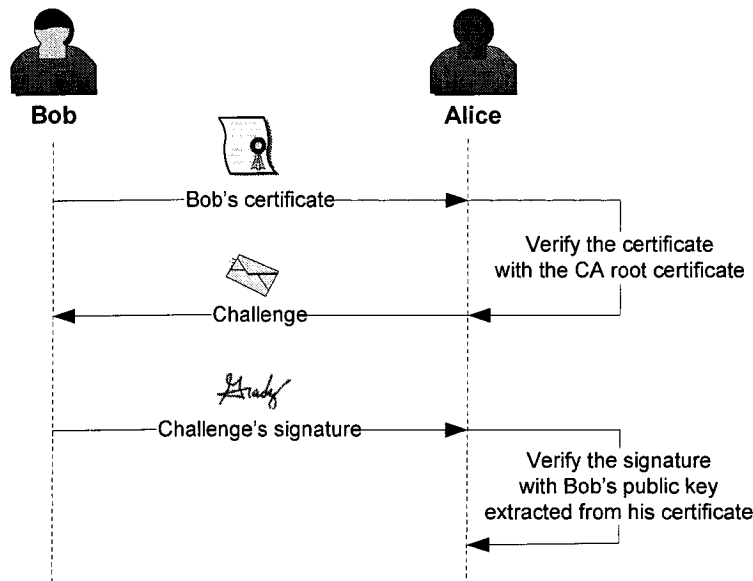 Bob
Alice
Bob's certificate
Verify the certificate
with the CA root certificate
Challenge
Grady
Challenge's signature
Verify the signature
with Bob's public key
extracted from his certificate